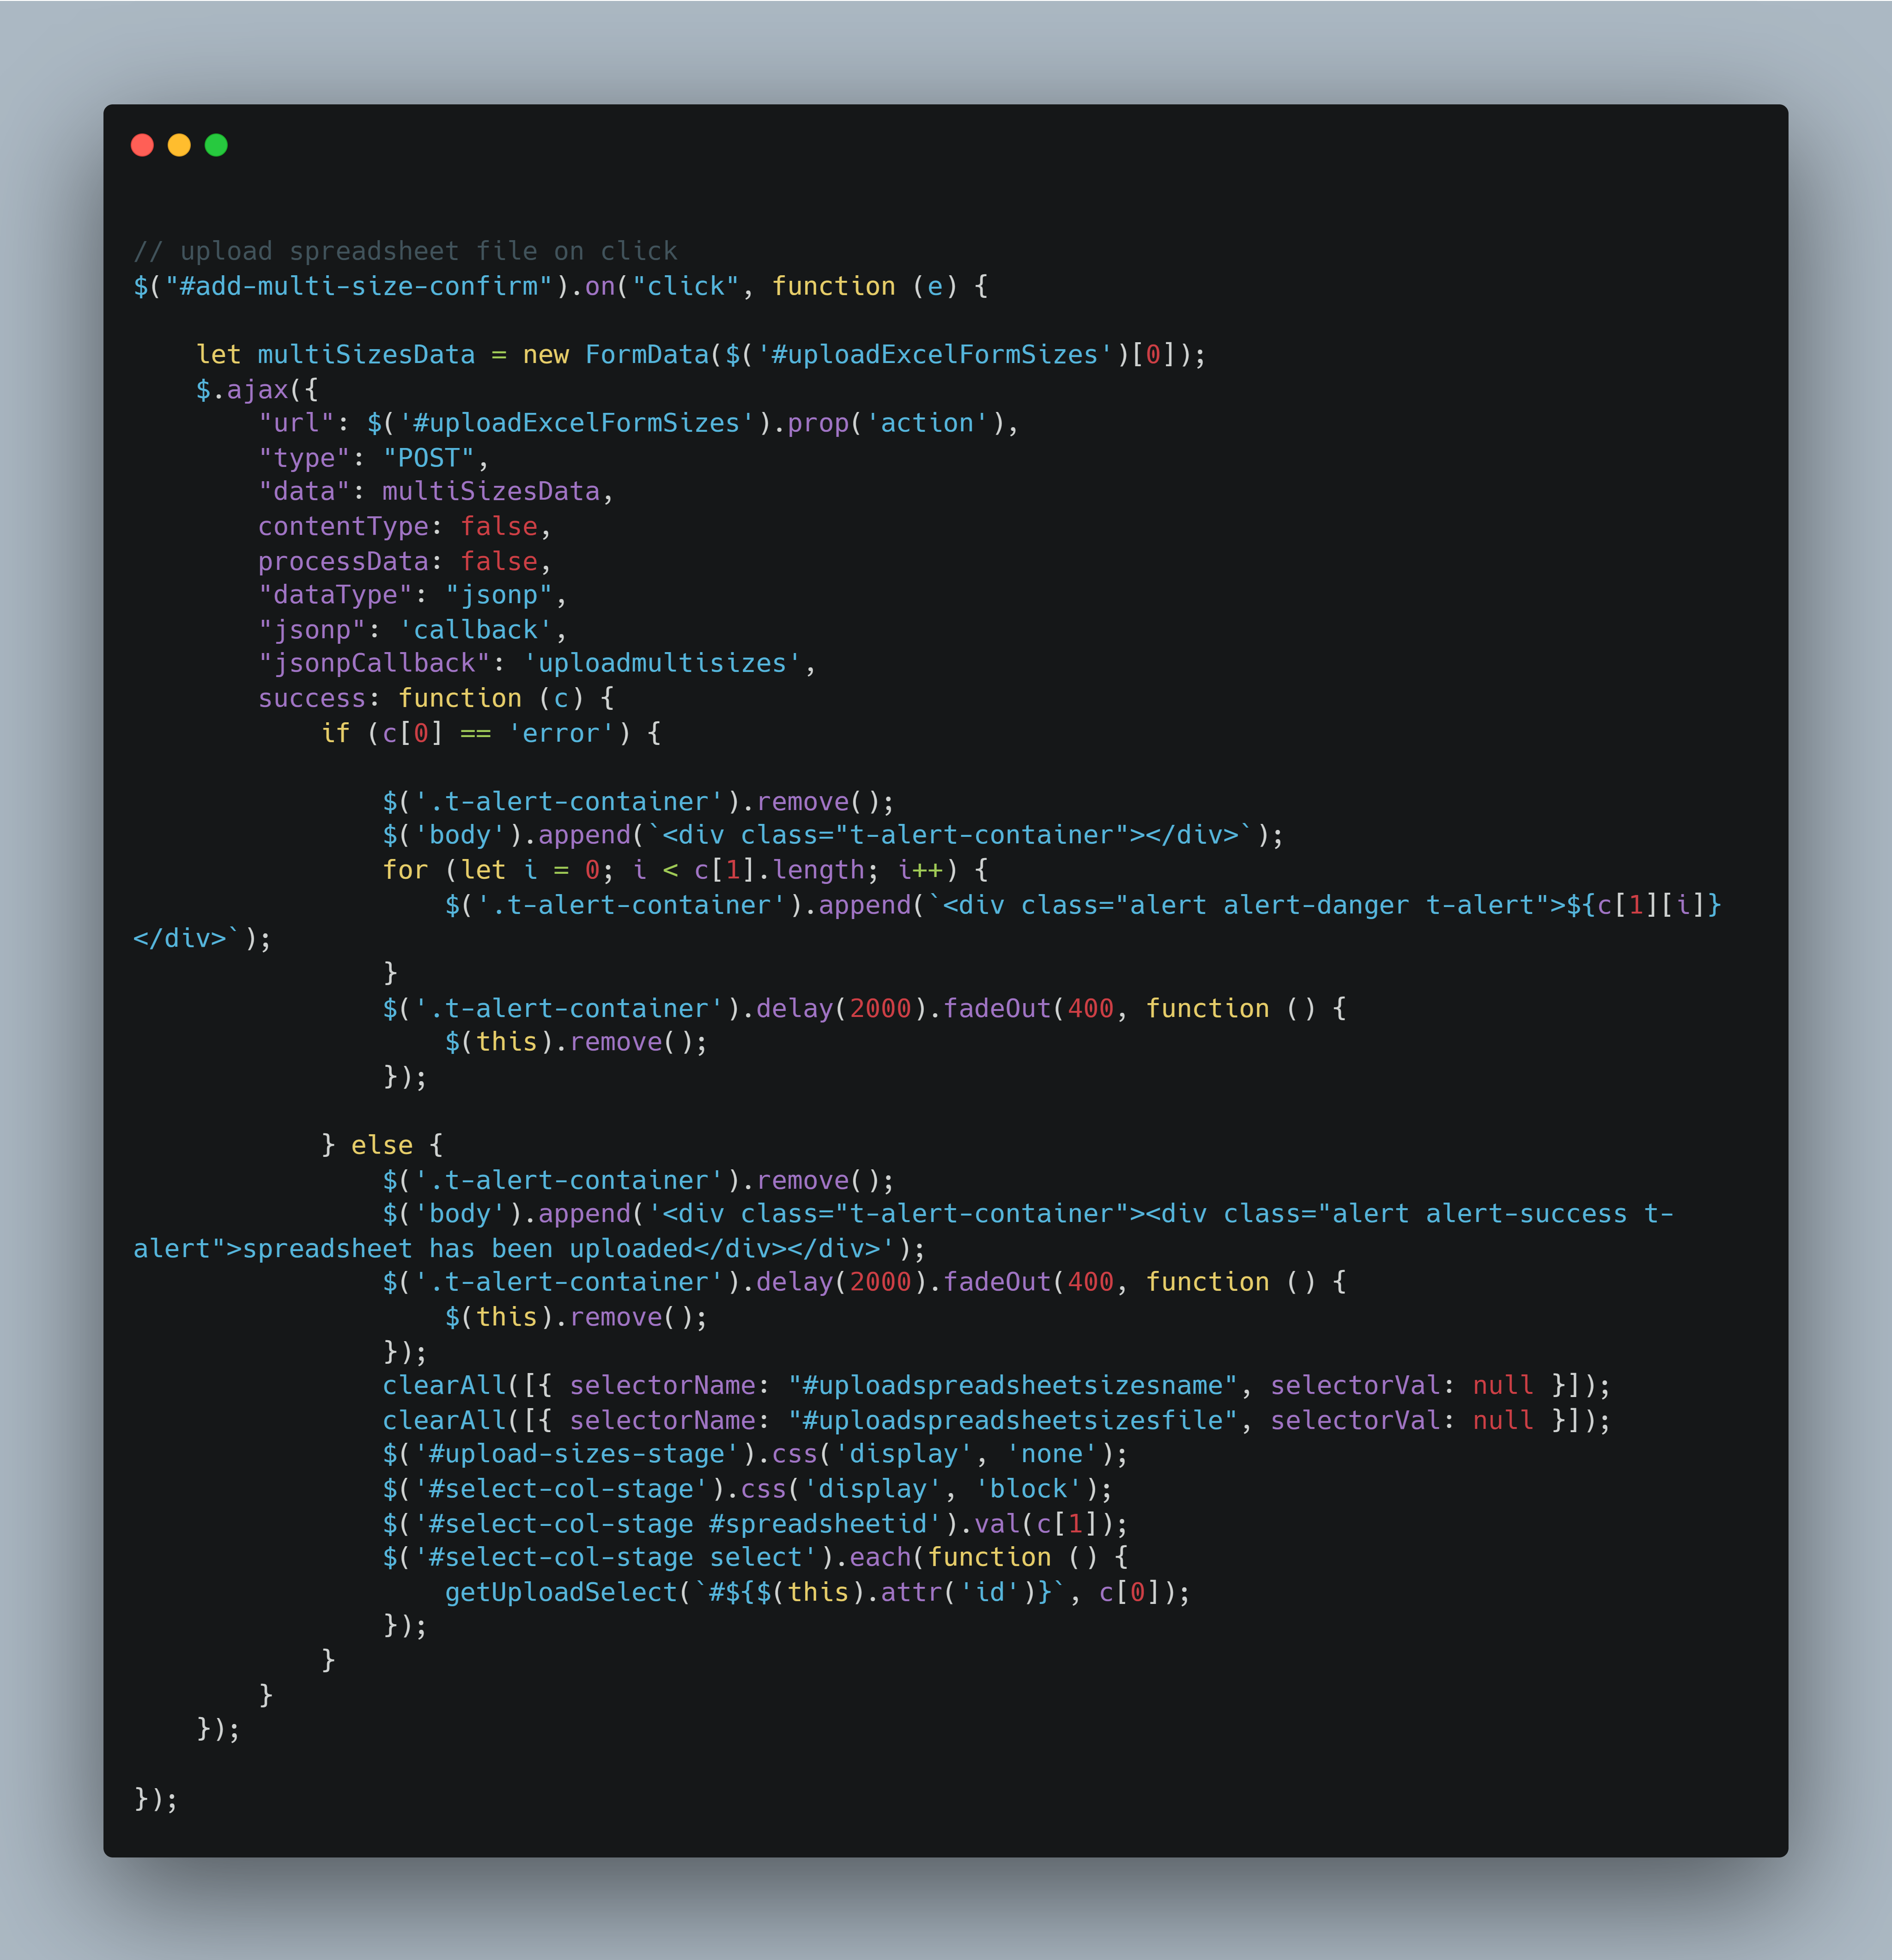 // upload spreadsheet file on click
$("#add-multi-size-confirm").on("click", function (e) {

    let multiSizesData = new FormData($('#uploadExcelFormSizes')[0]);
    $.ajax({
        "url": $('#uploadExcelFormSizes').prop('action'),
        "type": "POST",
        "data": multiSizesData,
        contentType: false,
        processData: false,
        "dataType": "jsonp",
        "jsonp": 'callback',
        "jsonpCallback": 'uploadmultisizes',
        success: function (c) {
            if (c[0] == 'error') {

                $('.t-alert-container').remove();
                $('body').append(`<div class="t-alert-container"></div>`);
                for (let i = 0; i < c[1].length; i++) {
                    $('.t-alert-container').append(`<div class="alert alert-danger t-alert">${c[1][i]}
</div>`);
                }
                $('.t-alert-container').delay(2000).fadeOut(400, function () {
                    $(this).remove();
                });

            } else {
                $('.t-alert-container').remove();
                $('body').append('<div class="t-alert-container"><div class="alert alert-success t-
alert">spreadsheet has been uploaded</div></div>');
                $('.t-alert-container').delay(2000).fadeOut(400, function () {
                    $(this).remove();
                });
                clearAll([{ selectorName: "#uploadspreadsheetsizesname", selectorVal: null }]);
                clearAll([{ selectorName: "#uploadspreadsheetsizesfile", selectorVal: null }]);
                $('#upload-sizes-stage').css('display', 'none');
                $('#select-col-stage').css('display', 'block');
                $('#select-col-stage #spreadsheetid').val(c[1]);
                $('#select-col-stage select').each(function () {
                    getUploadSelect(`#${$(this).attr('id')}`, c[0]);
                });
            }
        }
    });

});